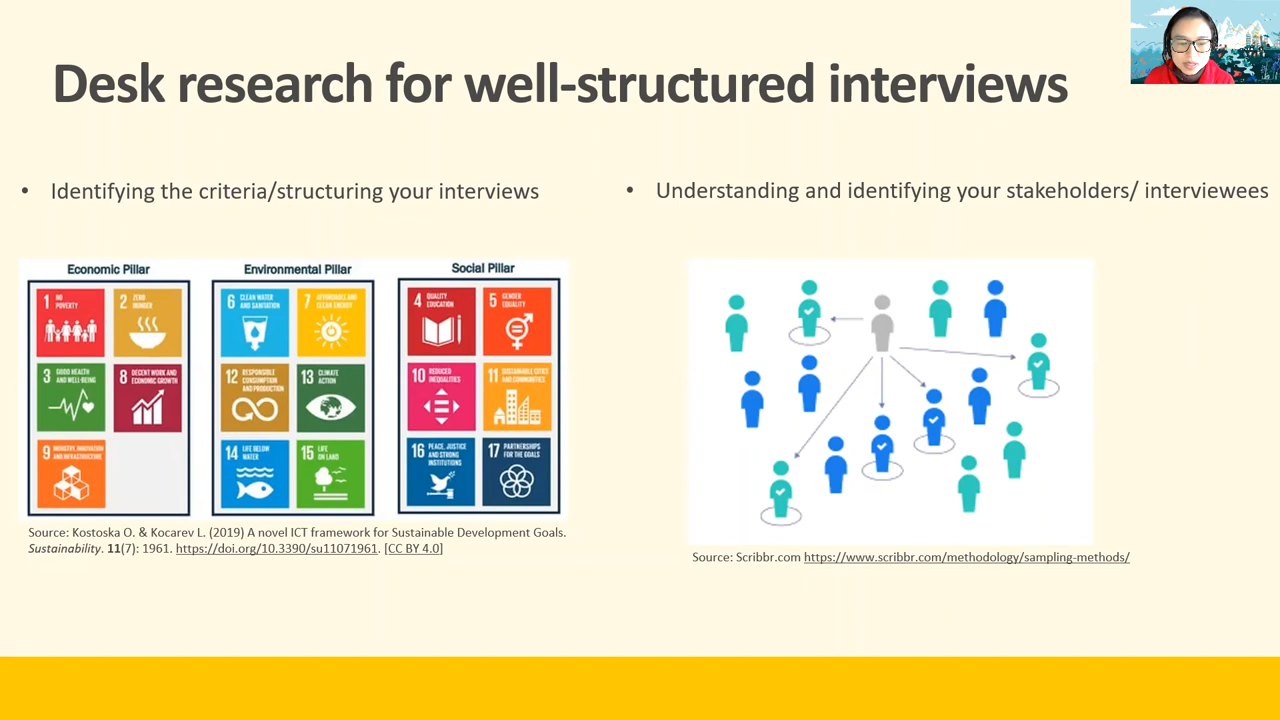 Desk research for well-structured interviews
• Identifying the criteria/structuring your interviews
Economic Pillar
Environmental Pillar
Social Pillar
1 NO POVERTY
2 ZERO HUNGER
3 GOOD HEALTH AND WELL-BEING
8 DECENT WORK AND ECONOMIC GROWTH
9 INDUSTRY, INNOVATION AND INFRASTRUCTURE
6 CLEAN WATER AND SANITATION
7 AFFORDABLE AND CLEAN ENERGY
12 RESPONSIBLE CONSUMPTION AND PRODUCTION
13 CLIMATE ACTION
14 LIFE BELOW WATER
15 LIFE ON LAND
4 QUALITY EDUCATION
5 GENDER EQUALITY
10 REDUCED INEQUALITIES
11 SUSTAINABLE CITIES AND COMMUNITIES
16 PEACE, JUSTICE AND STRONG INSTITUTIONS
17 PARTNERSHIPS FOR THE GOALS
Source: Kostoska O. & Kocarev L. (2019) A novel ICT framework for Sustainable Development Goals.
Sustainability. 11(7): 1961. https://doi.org/10.3390/su11071961. [CC BY 4.0]
• Understanding and identifying your stakeholders/ interviewees
Source: Scribbr.com https://www.scribbr.com/methodology/sampling-methods/